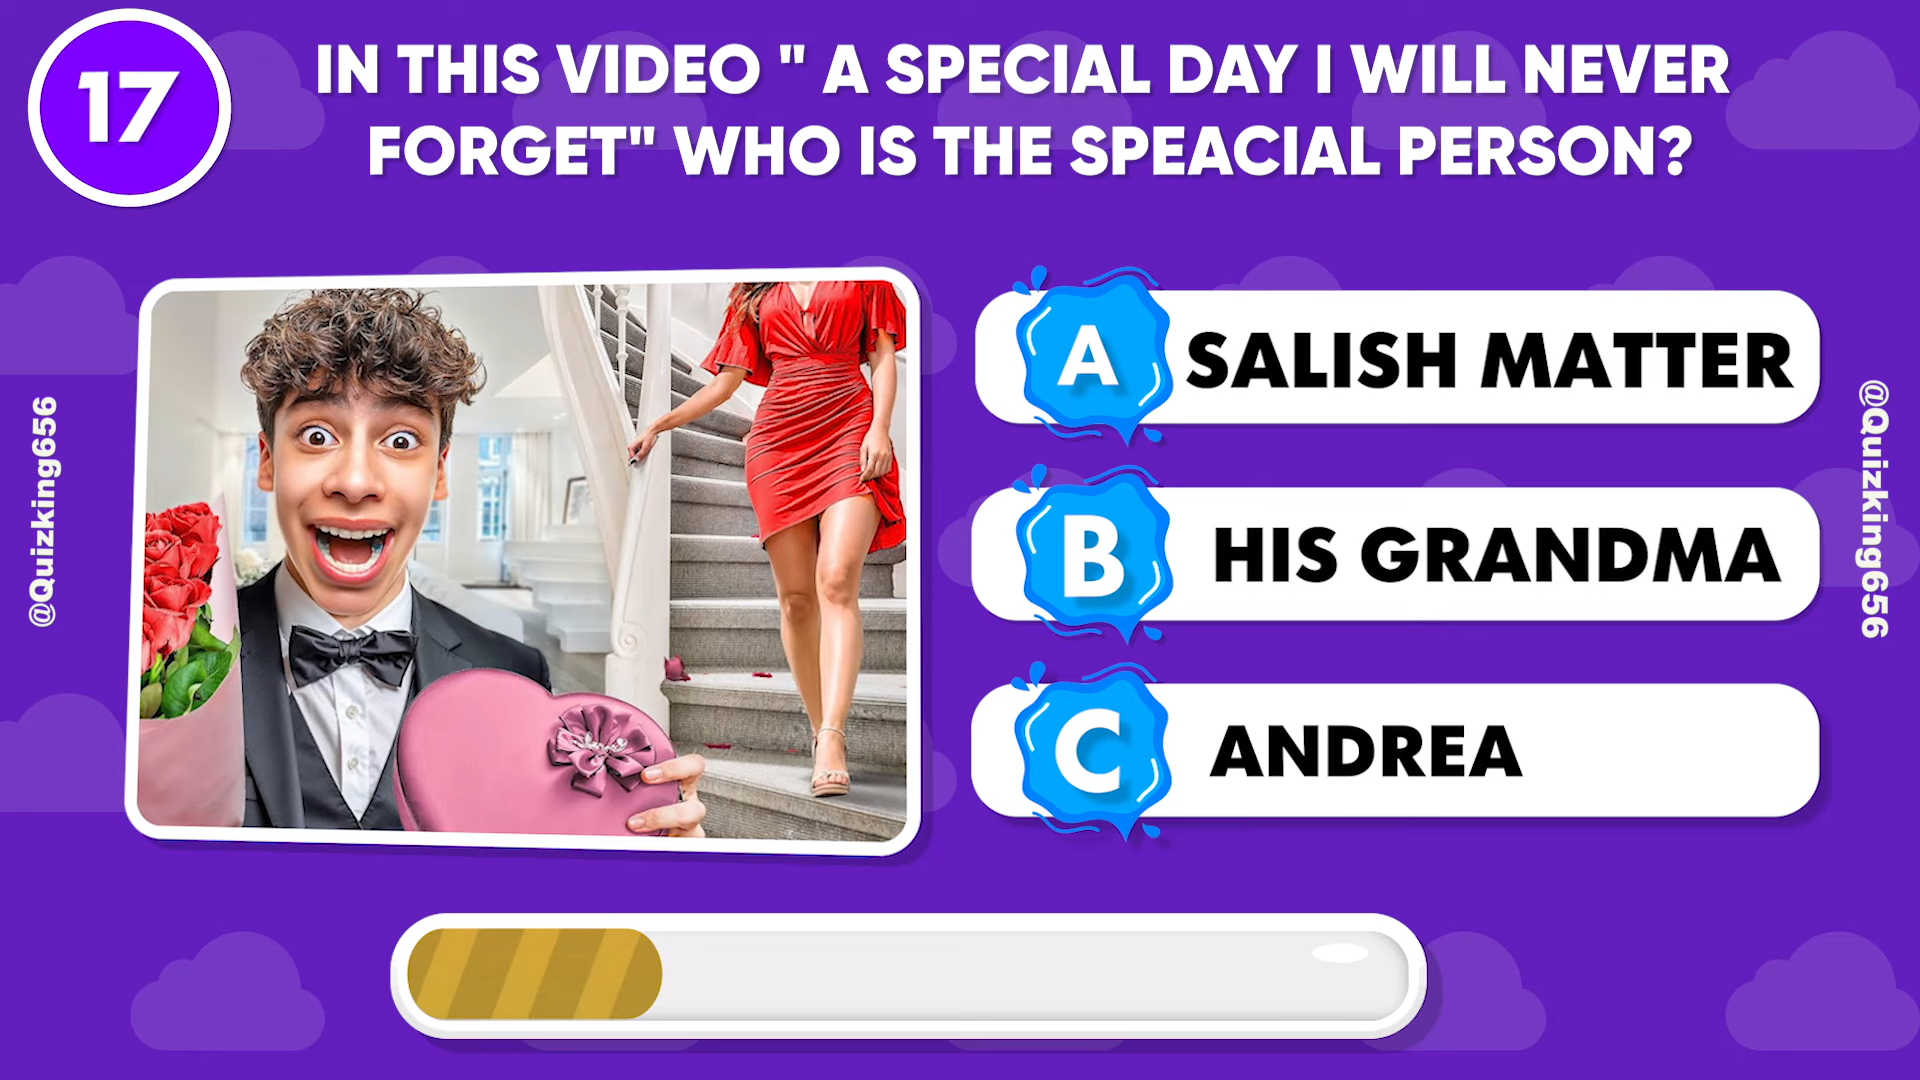 17
IN THIS VIDEO " A SPECIAL DAY I WILL NEVER
FORGET" WHO IS THE SPEACIAL PERSON?
@Quizking656
A SALISH MATTER
B HIS GRANDMA
C ANDREA
@Quizking656